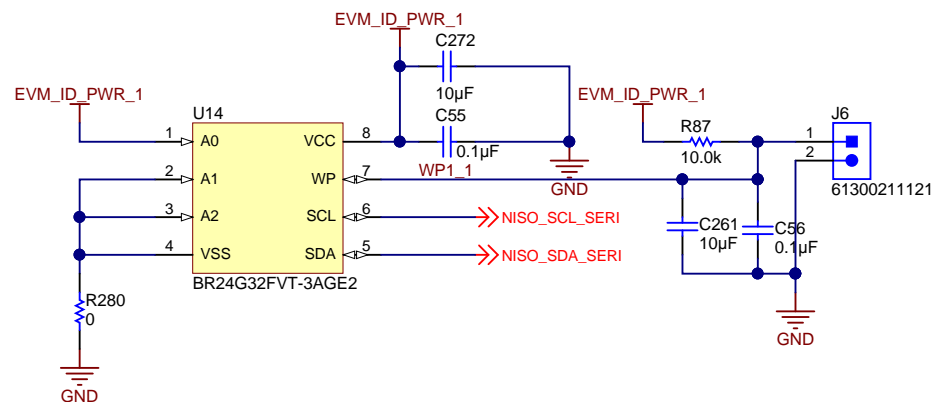 EVM_ID_PWR_1
C272
10µF
EVM_ID_PWR_1
U14
C55
0.1µF
EVM_ID_PWR_1
R87
10.0k
J6
1
2
61300211121
1 A0 VCC 8
GND
2 A1 WP 7 WP1_1
3 A2 SCL 6 NISO_SCL_SERI
4 VSS SDA 5 NISO_SDA_SERI
BR24G32FVT-3AGE2
C261
10µF
C56
0.1µF
R280
0
GND
GND